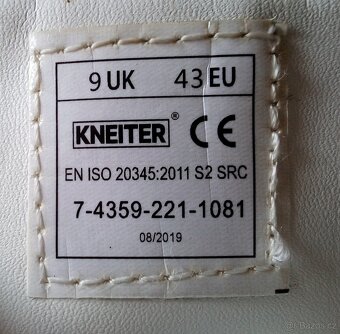 9 UK 43 EU
KNEITER® CE
EN ISO 20345:2011 S2 SRC
7-4359-221-1081
08/2019